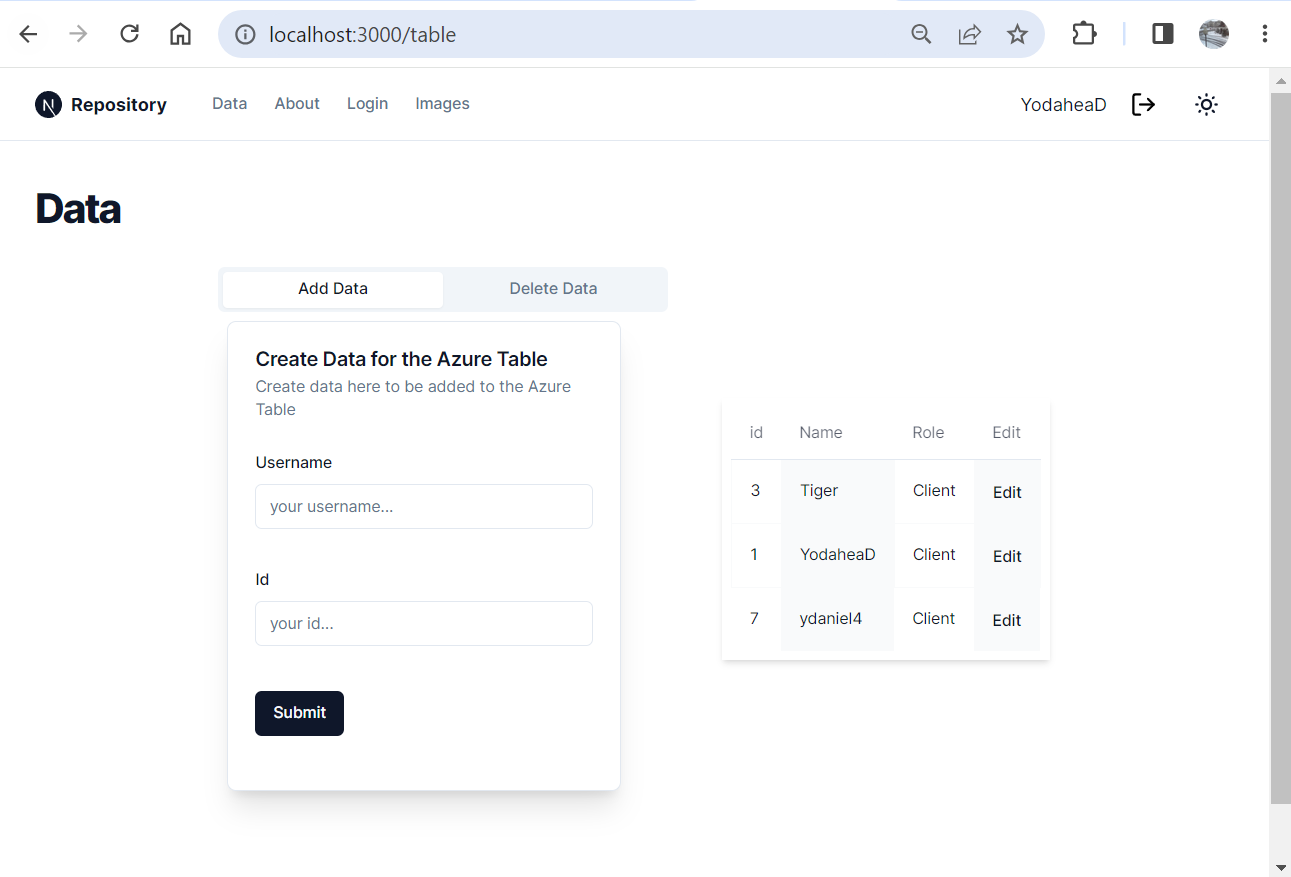 localhost:3000/table
N Repository Data About Login Images YodaheaD
Data
Add Data Delete Data
Create Data for the Azure Table
Create data here to be added to the Azure
Table
Username
your username...
Id
your id...
Submit
id Name Role Edit
3 Tiger Client Edit
1 YodaheaD Client Edit
7 ydaniel4 Client Edit